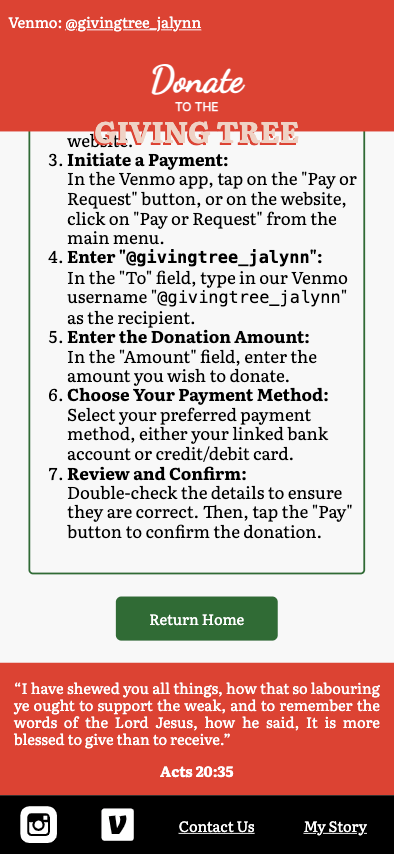 Venmo: @givingtree_jalynn
Donate
TO THE
GIVING TREE
website.
3. Initiate a Payment:
In the Venmo app, tap on the "Pay or
Request" button, or on the website,
click on "Pay or Request" from the
main menu.
4. Enter "@givingtree_jalynn":
In the "To" field, type in our Venmo
username "@givingtree_jalynn"
as the recipient.
5. Enter the Donation Amount:
In the "Amount" field, enter the
amount you wish to donate.
6. Choose Your Payment Method:
Select your preferred payment
method, either your linked bank
account or credit/debit card.
7. Review and Confirm:
Double-check the details to ensure
they are correct. Then, tap the "Pay"
button to confirm the donation.
Return Home
“I have shewed you all things, how that so labouring
ye ought to support the weak, and to remember the
words of the Lord Jesus, how he said, It is more
blessed to give than to receive.”
Acts 20:35
Contact Us
My Story